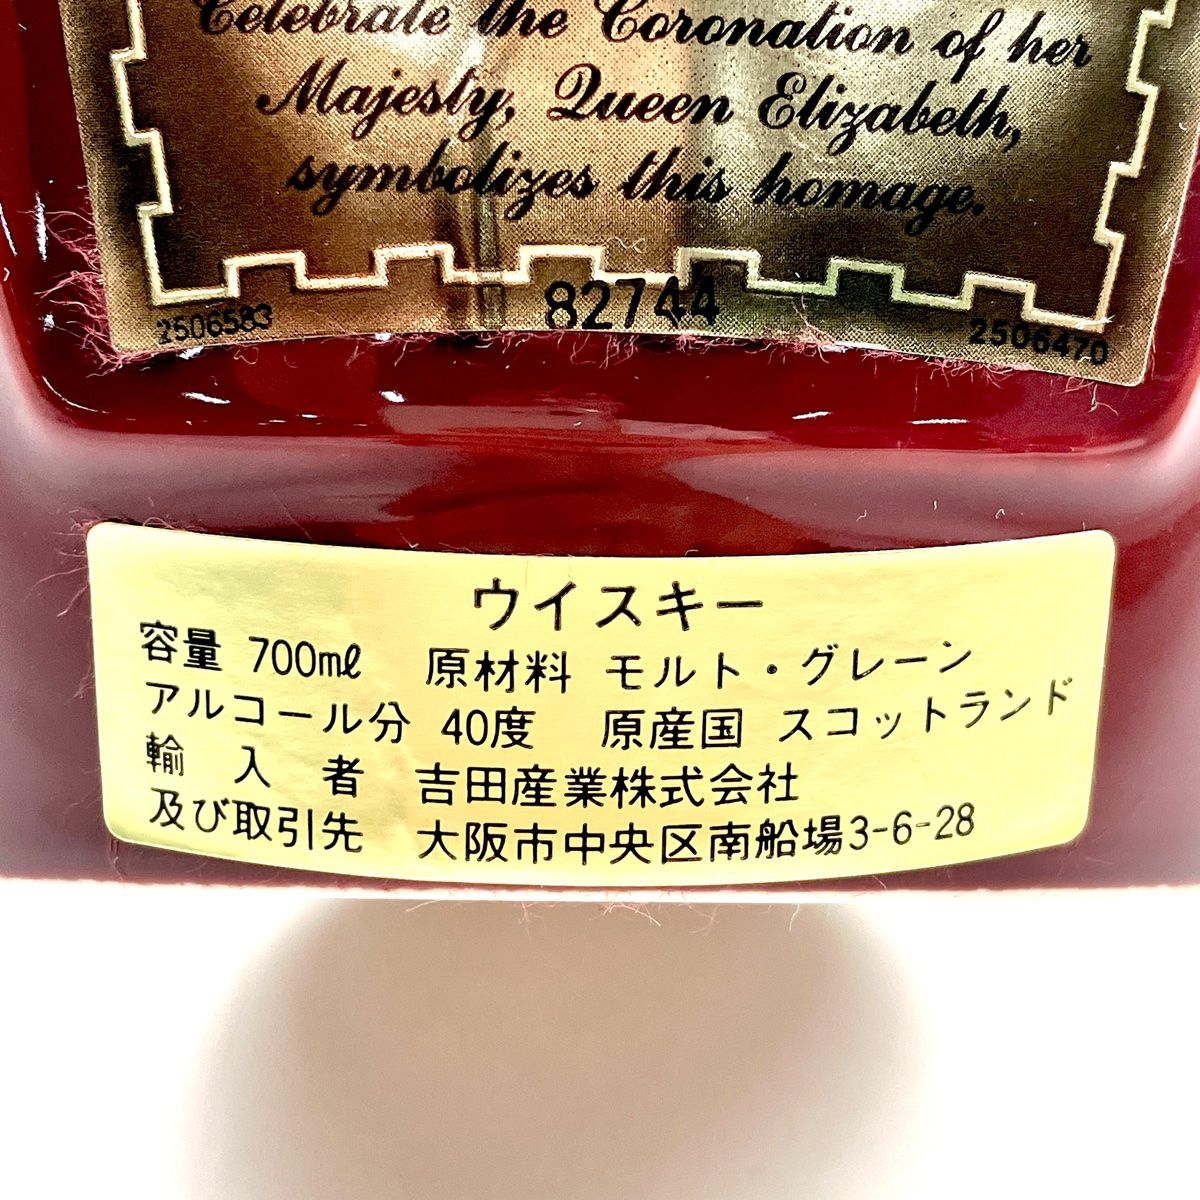 Celebrate the Coronation of her
Majesty, Queen Elizabeth,
symbolizes this homage.
82744
2506583
2506470
ウイスキー
容量 700ml 原材料 モルト・グレーン
アルコール分 40度 原産国 スコットランド
輸入者 吉田産業株式会社
及び取引先 大阪市中央区南船場3-6-28